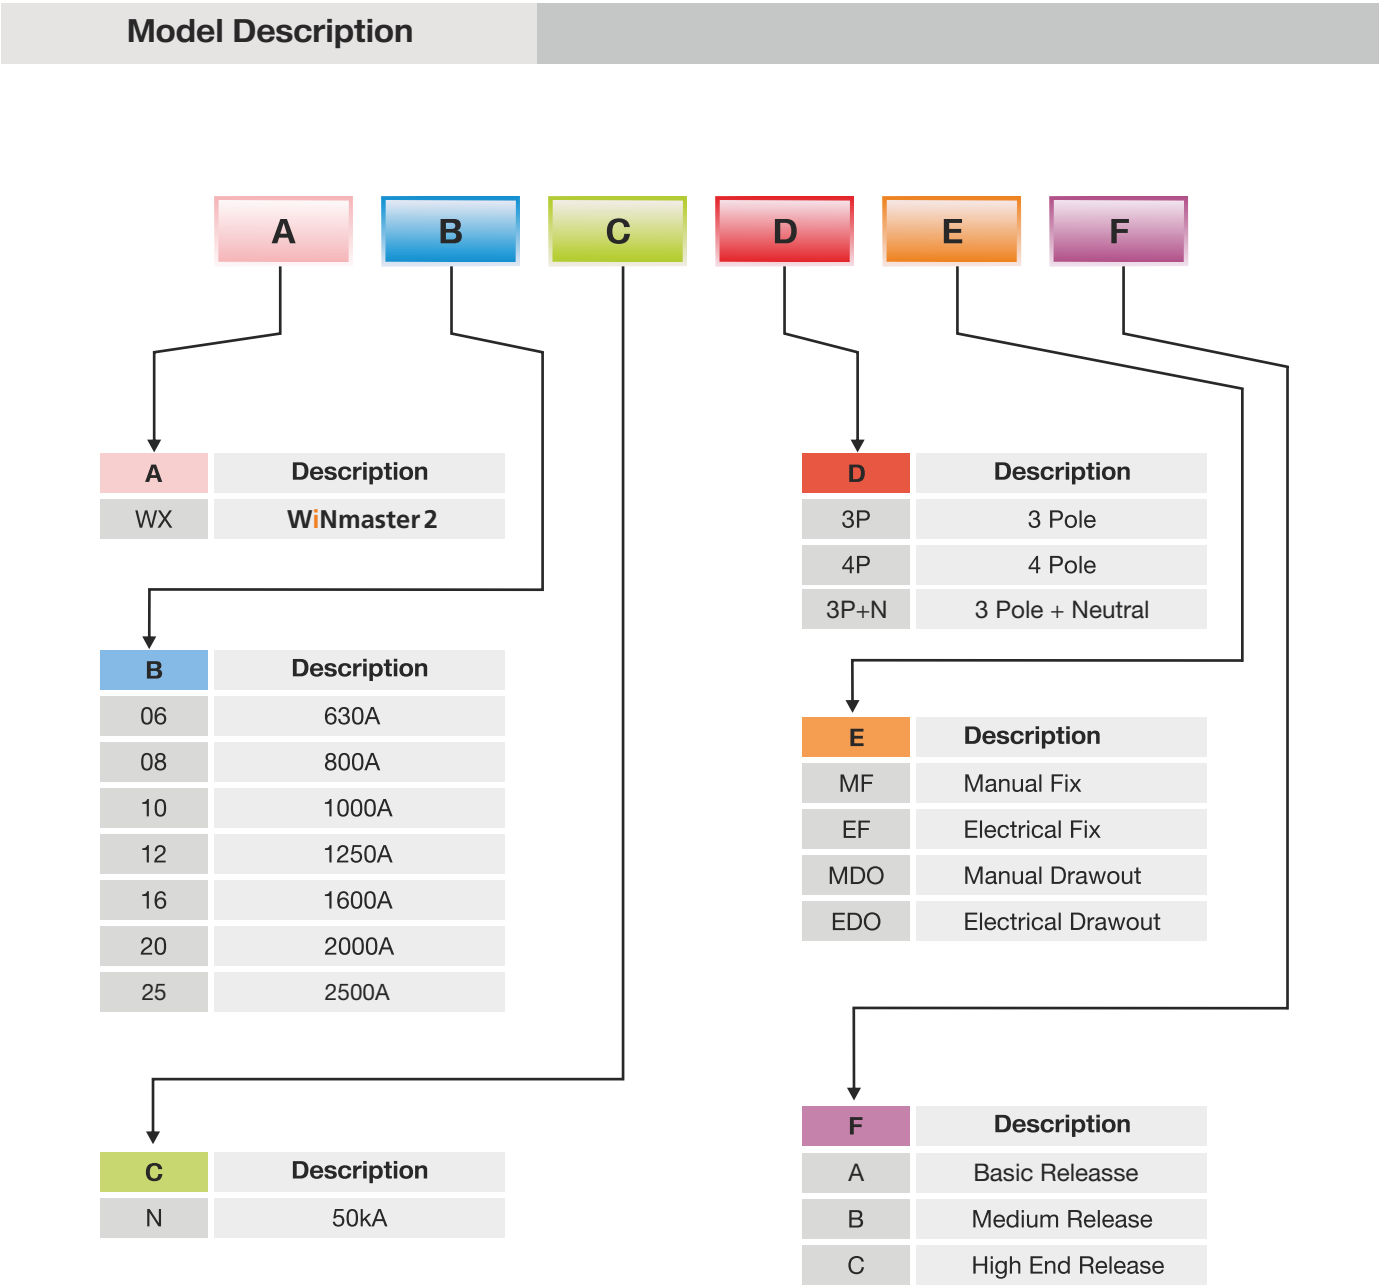 Model Description
A B C D E F
A Description
WX WiNmaster 2
B Description
06 630A
08 800A
10 1000A
12 1250A
16 1600A
20 2000A
25 2500A
C Description
N 50kA
D Description
3P 3 Pole
4P 4 Pole
3P+N 3 Pole + Neutral
E Description
MF Manual Fix
EF Electrical Fix
MDO Manual Drawout
EDO Electrical Drawout
F Description
A Basic Releasse
B Medium Release
C High End Release